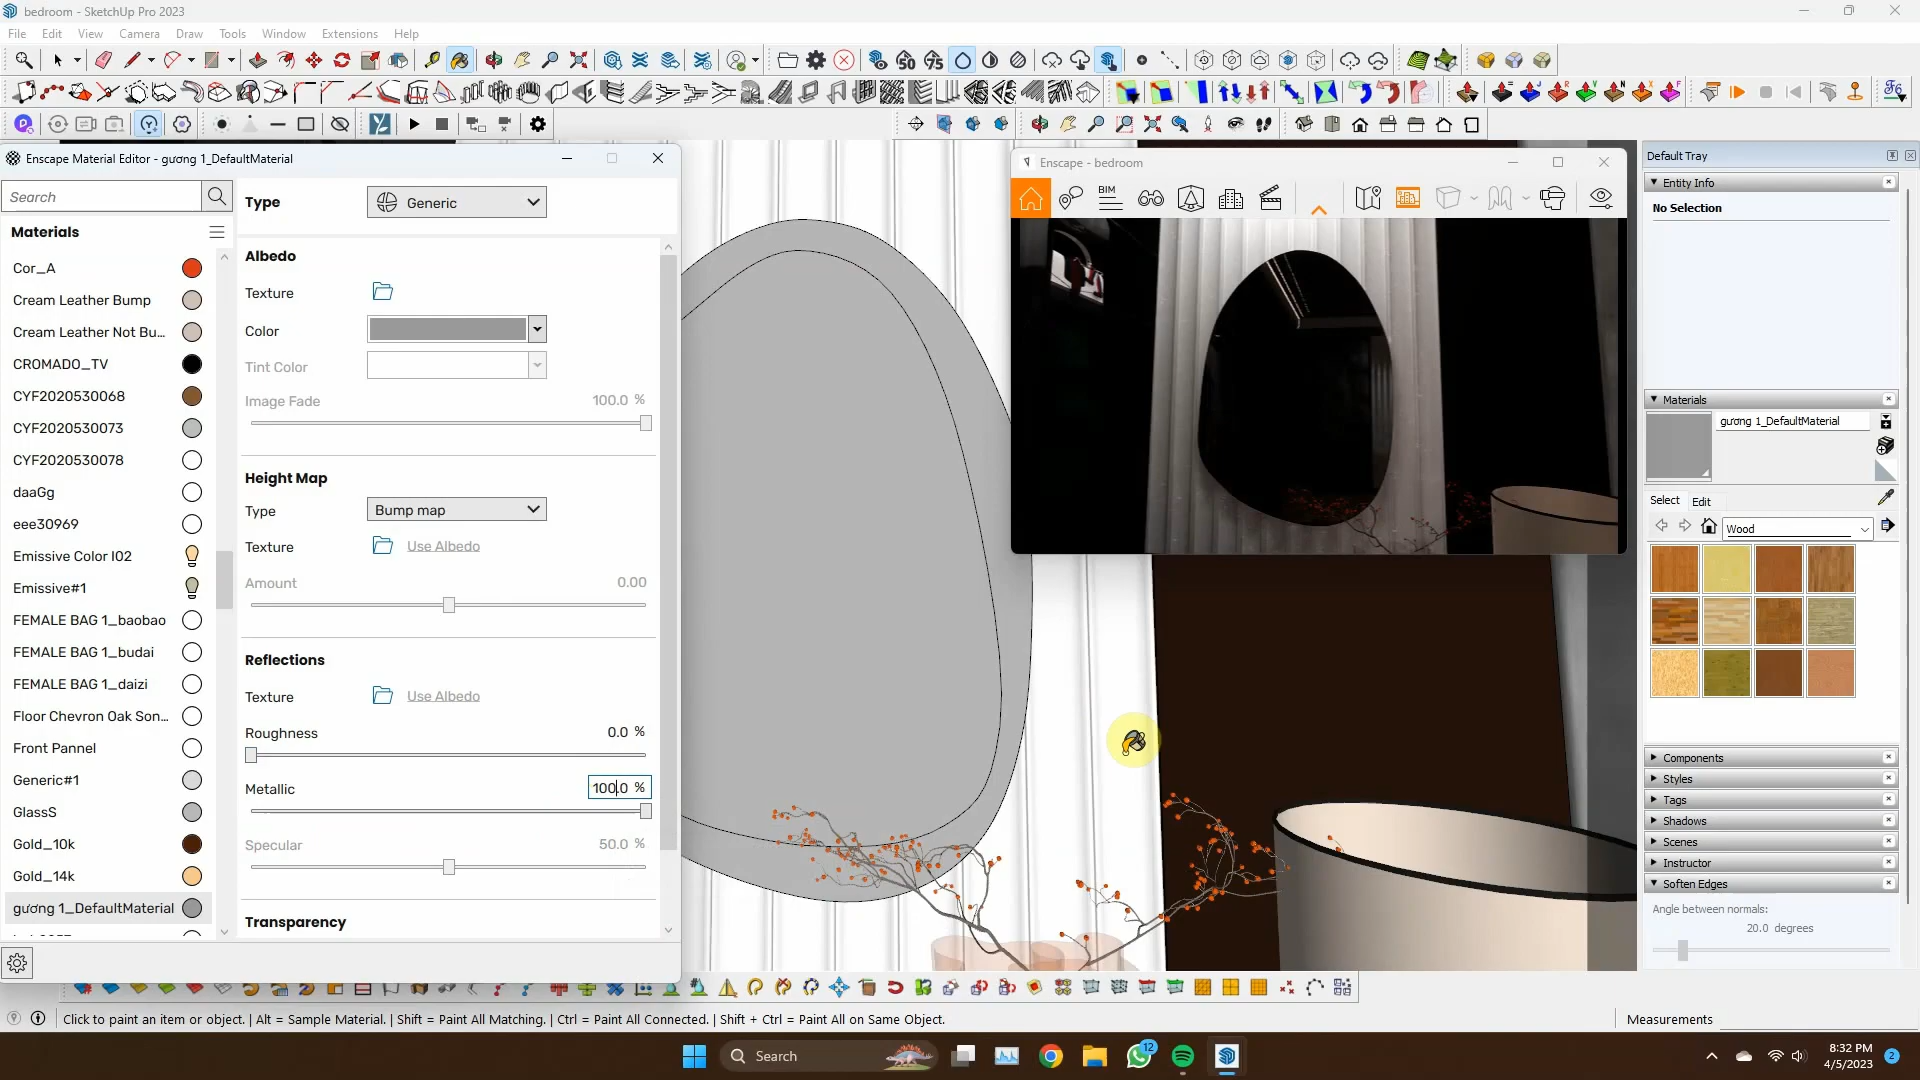 bedroom - SketchUp Pro 2023
File Edit View Camera Draw Tools Window Extensions Help
Enscape Material Editor - gương 1_DefaultMaterial
Search
Materials
Cor_A
Cream Leather Bump
Cream Leather Not Bu...
CROMADO_TV
CYF2020530068
CYF2020530073
CYF2020530078
daaGg
eee30969
Emissive Color I02
Emissive#1
FEMALE BAG 1_baobao
FEMALE BAG 1_budai
FEMALE BAG 1_daizi
Floor Chevron Oak Son...
Front Pannel
Generic#1
GlassS
Gold_10k
Gold_14k
gương 1_DefaultMaterial
Type Generic
Albedo
Texture
Color
Tint Color
Image Fade 100.0 %
Height Map
Type Bump map
Texture Use Albedo
Amount 0.00
Reflections
Texture Use Albedo
Roughness 0.0 %
Metallic 100.0 %
Specular 50.0 %
Transparency
Enscape - bedroom
BIM
Default Tray
Entity Info
No Selection
Materials
gương 1_DefaultMaterial
Select Edit
Wood
Components
Styles
Tags
Shadows
Scenes
Instructor
Soften Edges
Angle between normals:
20.0 degrees
Click to paint an item or object. | Alt = Sample Material. | Shift = Paint All Matching. | Ctrl = Paint All Connected. | Shift + Ctrl = Paint All on Same Object.
Measurements
Search
12
8:32 PM
4/5/2023
2